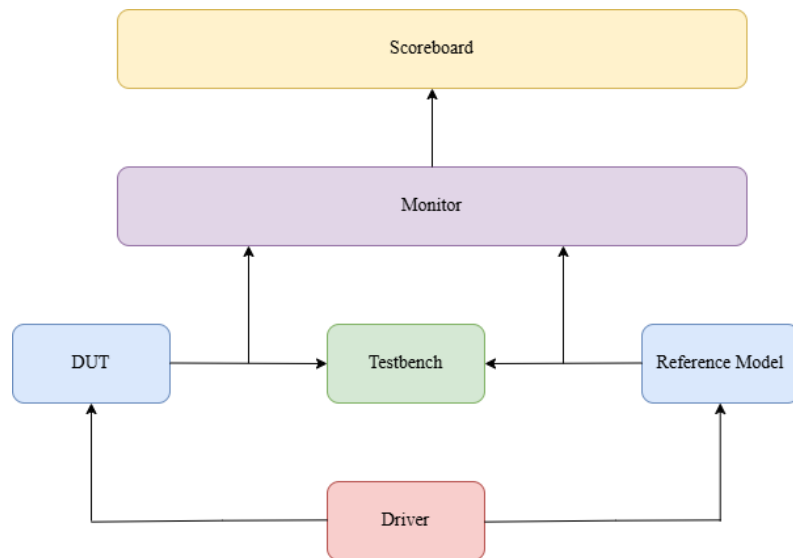 Scoreboard
Monitor
DUT
Testbench
Reference Model
Driver